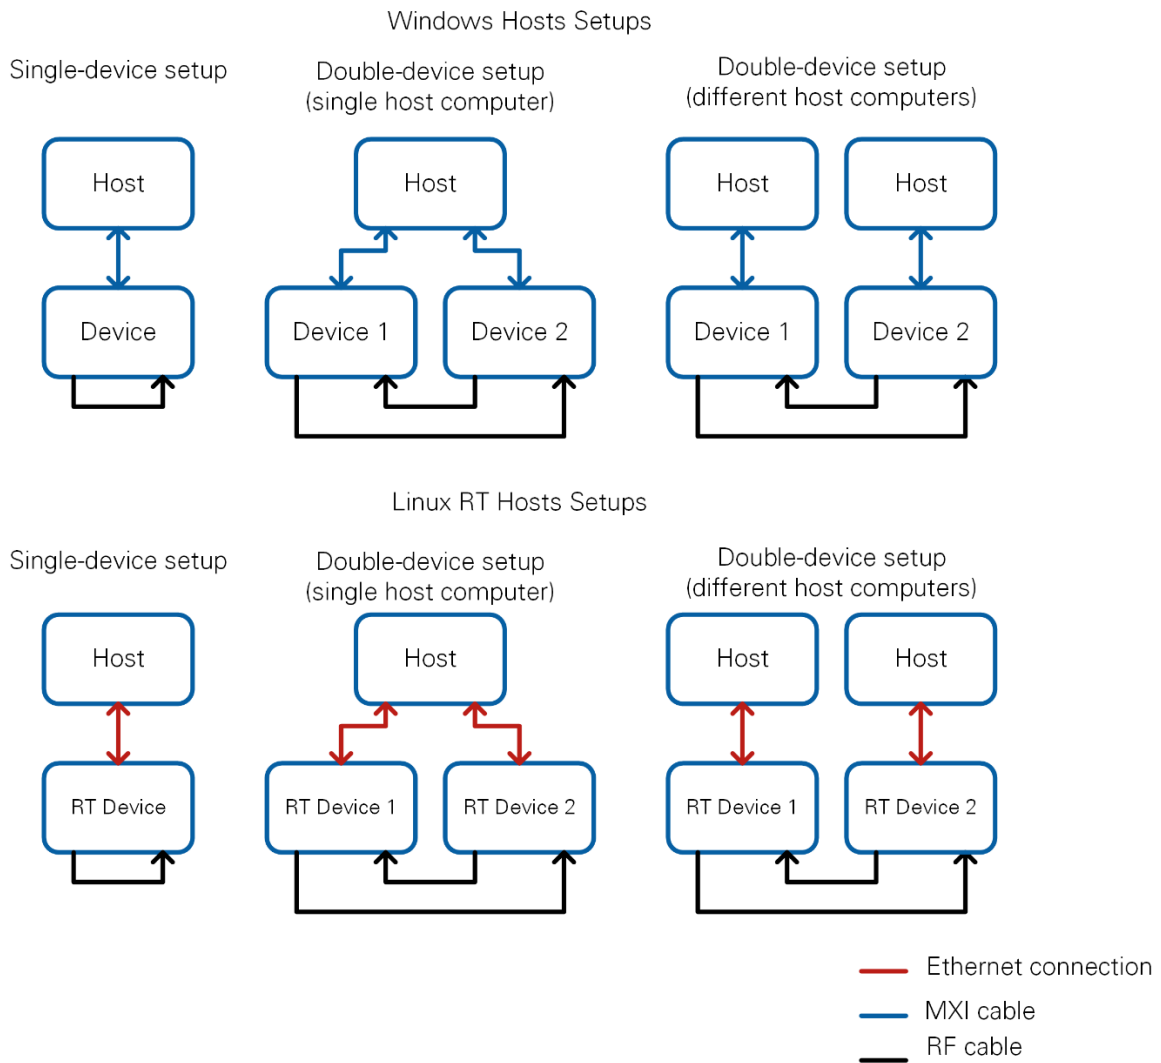 Windows Hosts Setups
Single-device setup
Double-device setup
(single host computer)
Double-device setup
(different host computers)
Host
Host
Host
Host
Device
Device 1
Device 2
Device 1
Device 2
Linux RT Hosts Setups
Single-device setup
Double-device setup
(single host computer)
Double-device setup
(different host computers)
Host
Host
Host
Host
RT Device
RT Device 1
RT Device 2
RT Device 1
RT Device 2
Ethernet connection
MXI cable
RF cable